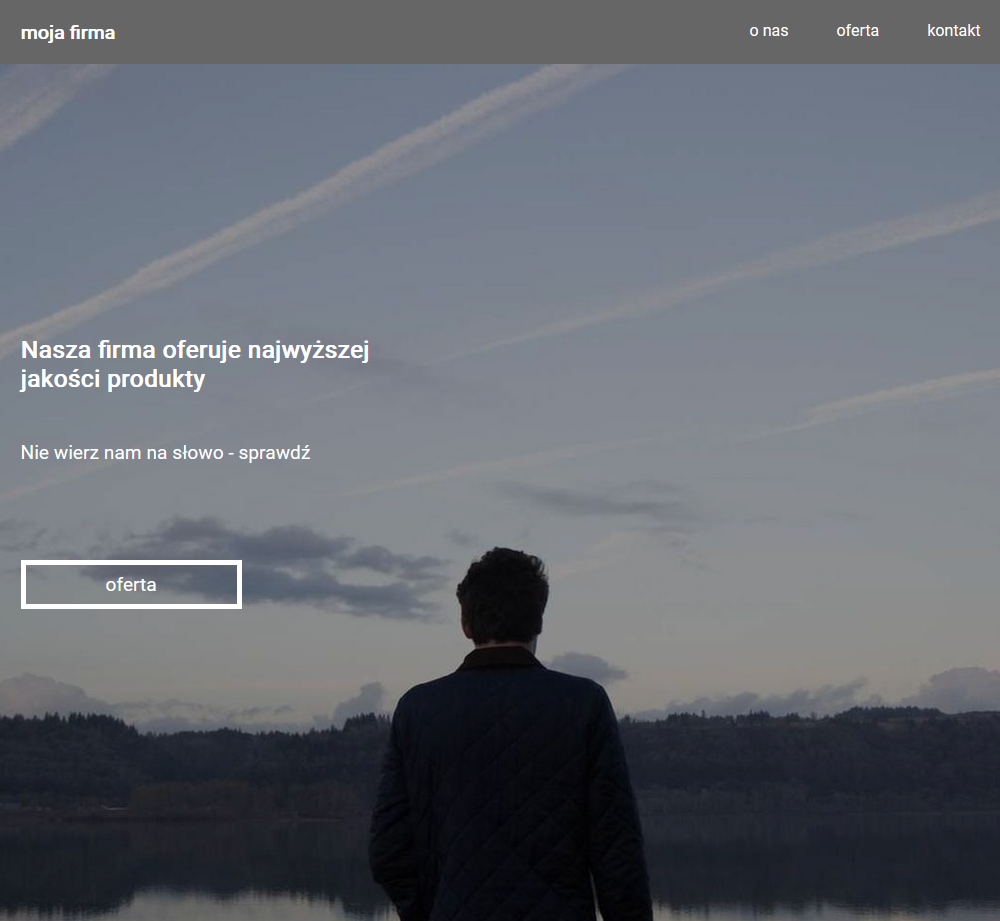 moja firma
o nas
oferta
kontakt
Nasza firma oferuje najwyższej
jakości produkty
Nie wierz nam na słowo - sprawdź
oferta